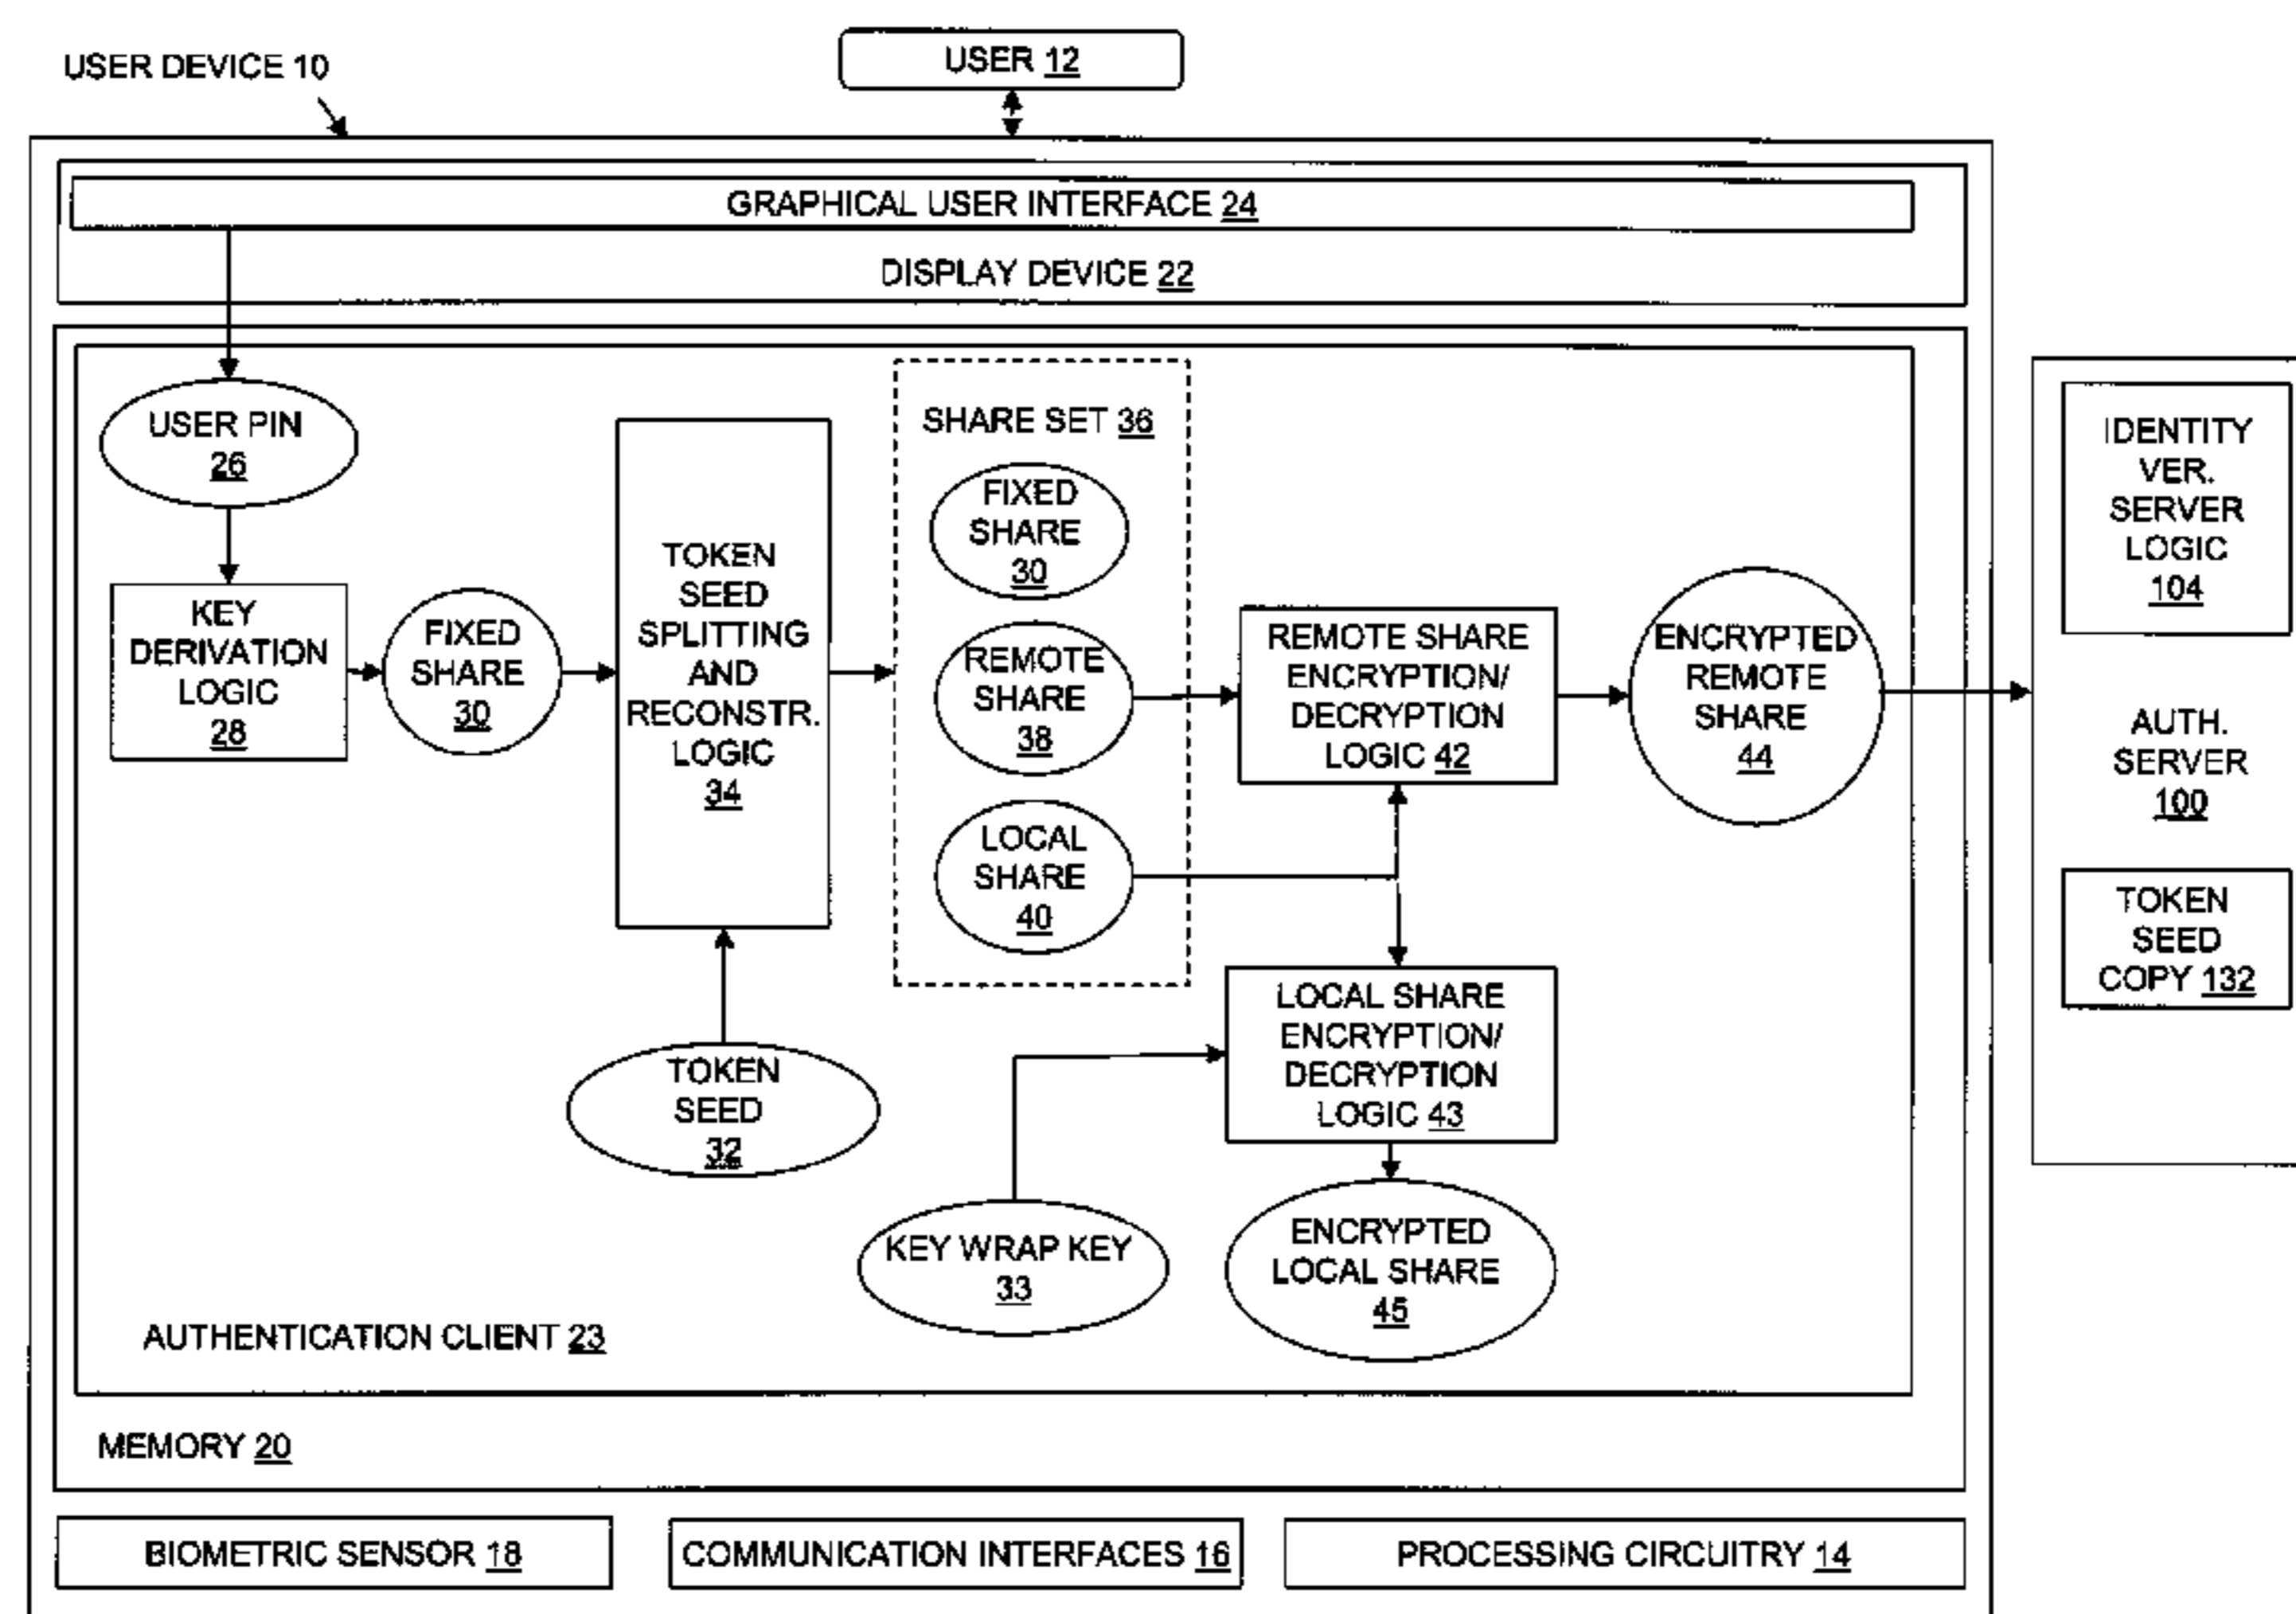 USER DEVICE 10
USER 12
GRAPHICAL USER INTERFACE 24
DISPLAY DEVICE 22
USER PIN
26
KEY
DERIVATION
LOGIC
28
FIXED
SHARE
30
TOKEN
SEED
SPLITTING
AND
RECONSTR.
LOGIC
34
TOKEN
SEED
32
SHARE SET 36
FIXED
SHARE
30
REMOTE
SHARE
38
LOCAL
SHARE
40
REMOTE SHARE
ENCRYPTION/
DECRYPTION
LOGIC 42
ENCRYPTED
REMOTE
SHARE
44
LOCAL SHARE
ENCRYPTION/
DECRYPTION
LOGIC 43
KEY WRAP KEY
33
ENCRYPTED
LOCAL SHARE
45
AUTHENTICATION CLIENT 23
MEMORY 20
BIOMETRIC SENSOR 18
COMMUNICATION INTERFACES 16
PROCESSING CIRCUITRY 14
IDENTITY
VER.
SERVER
LOGIC
104
AUTH.
SERVER
100
TOKEN
SEED
COPY 132